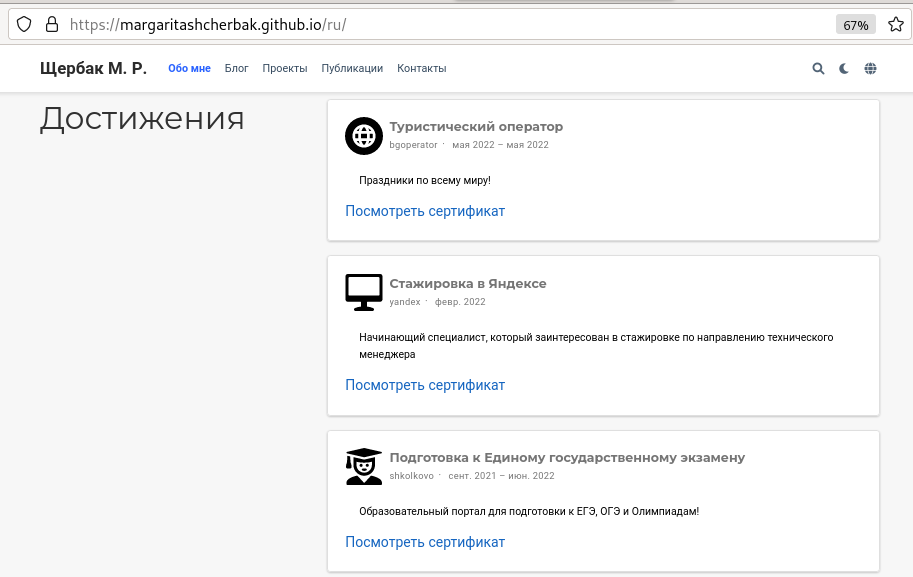 https://margaritashcherbak.github.io/ru/
67%
Щербак М. Р. Обо мне Блог Проекты Публикации Контакты
Достижения
Туристический оператор
bgoperator · мая 2022 – мая 2022
Праздники по всему миру!
Посмотреть сертификат
Стажировка в Яндексе
yandex · февр. 2022
Начинающий специалист, который заинтересован в стажировке по направлению технического
менеджера
Посмотреть сертификат
Подготовка к Единому государственному экзамену
shkolkovo · сент. 2021 – июн. 2022
Образовательный портал для подготовки к ЕГЭ, ОГЭ и Олимпиадам!
Посмотреть сертификат